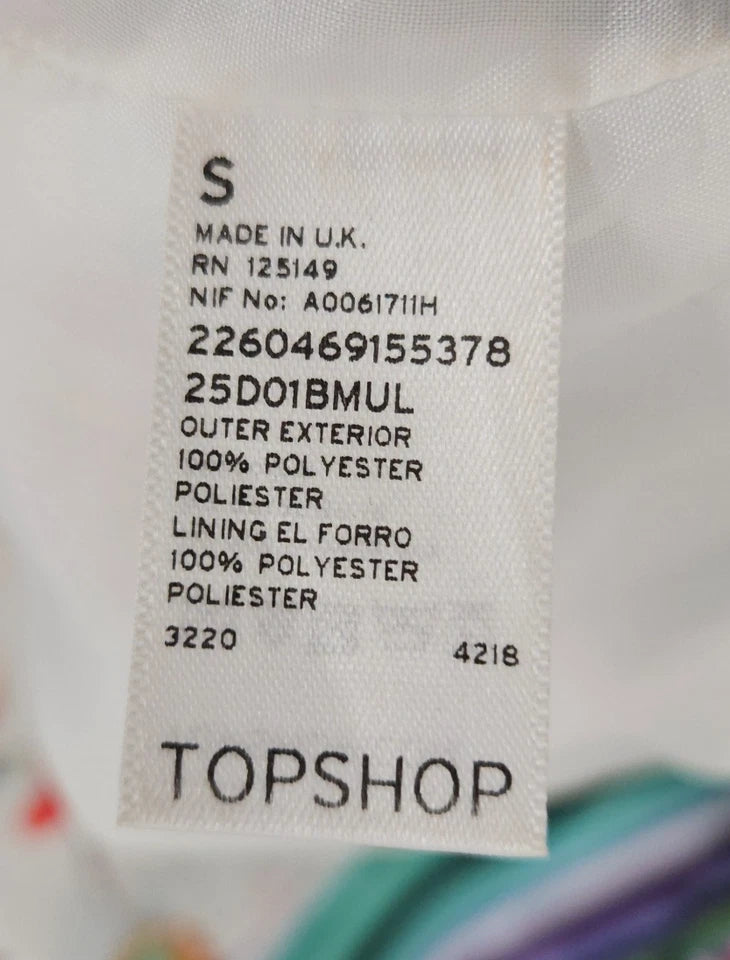 S
MADE IN U.K.
RN 125149
NIF No: A0061711H
2260469155378
25D01BMUL
OUTER EXTERIOR
100% POLYESTER
POLIESTER
LINING EL FORRO
100% POLYESTER
POLIESTER
3220 4218
TOPSHOP